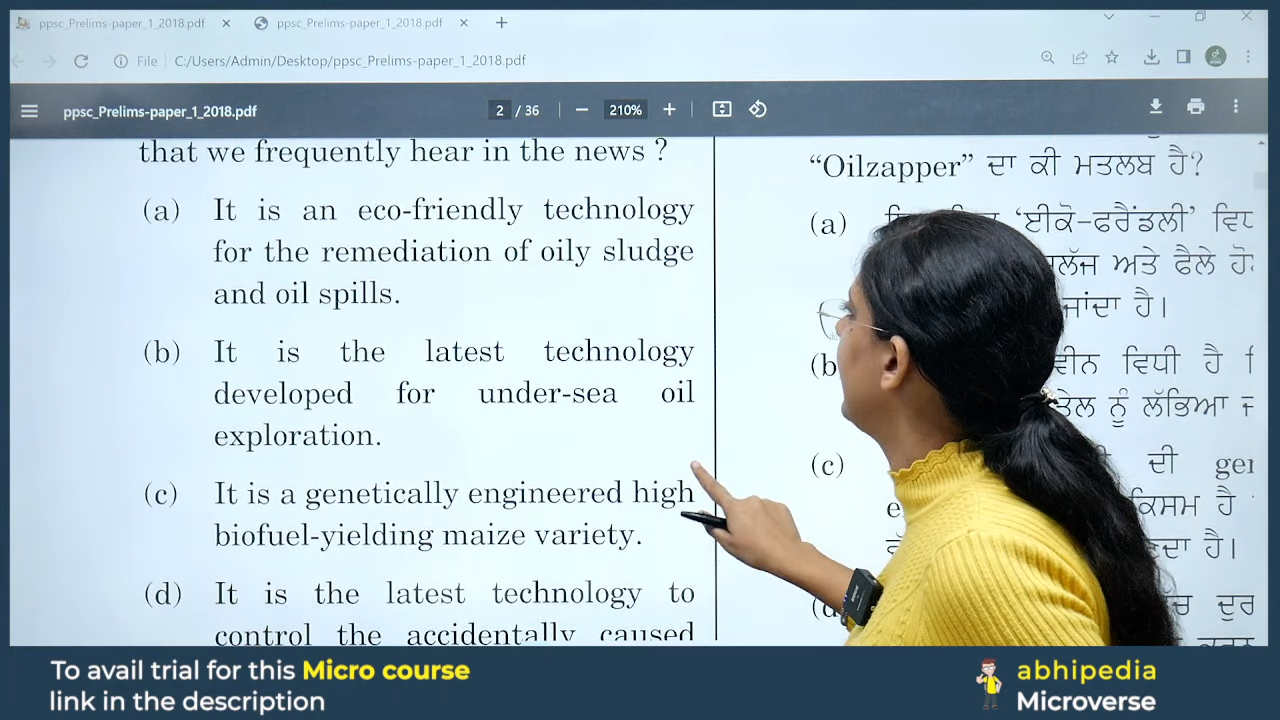 ppsc_Prelims-paper_1_2018.pdf × ppsc_Prelims-paper_1_2018.pdf × +
File C:/Users/Admin/Desktop/ppsc_Prelims-paper_1_2018.pdf
ppsc_Prelims-paper_1_2018.pdf 2 / 36 − 210% +
that we frequently hear in the news ?
(a) It is an eco-friendly technology
for the remediation of oily sludge
and oil spills.
(b) It is the latest technology
developed for under-sea oil
exploration.
(c) It is a genetically engineered high
biofuel-yielding maize variety.
(d) It is the latest technology to
control the accidentally caused
“Oilzapper” ਦਾ ਕੀ ਮਤਲਬ ਹੈ?
(a) ‘ਈਕੋ-ਫਰੈਂਡਲੀ’
ਅਤੇ ਫੈਲੇ
ਜਾਂਦਾ ਹੈ।
(b ਵਿਧੀ ਹੈ
ਨੂੰ ਲੱਭਿਆ
(c) ਦੀ
ਹੈ
ਹੈ।
To avail trial for this Micro course
link in the description
abhipedia
Microverse